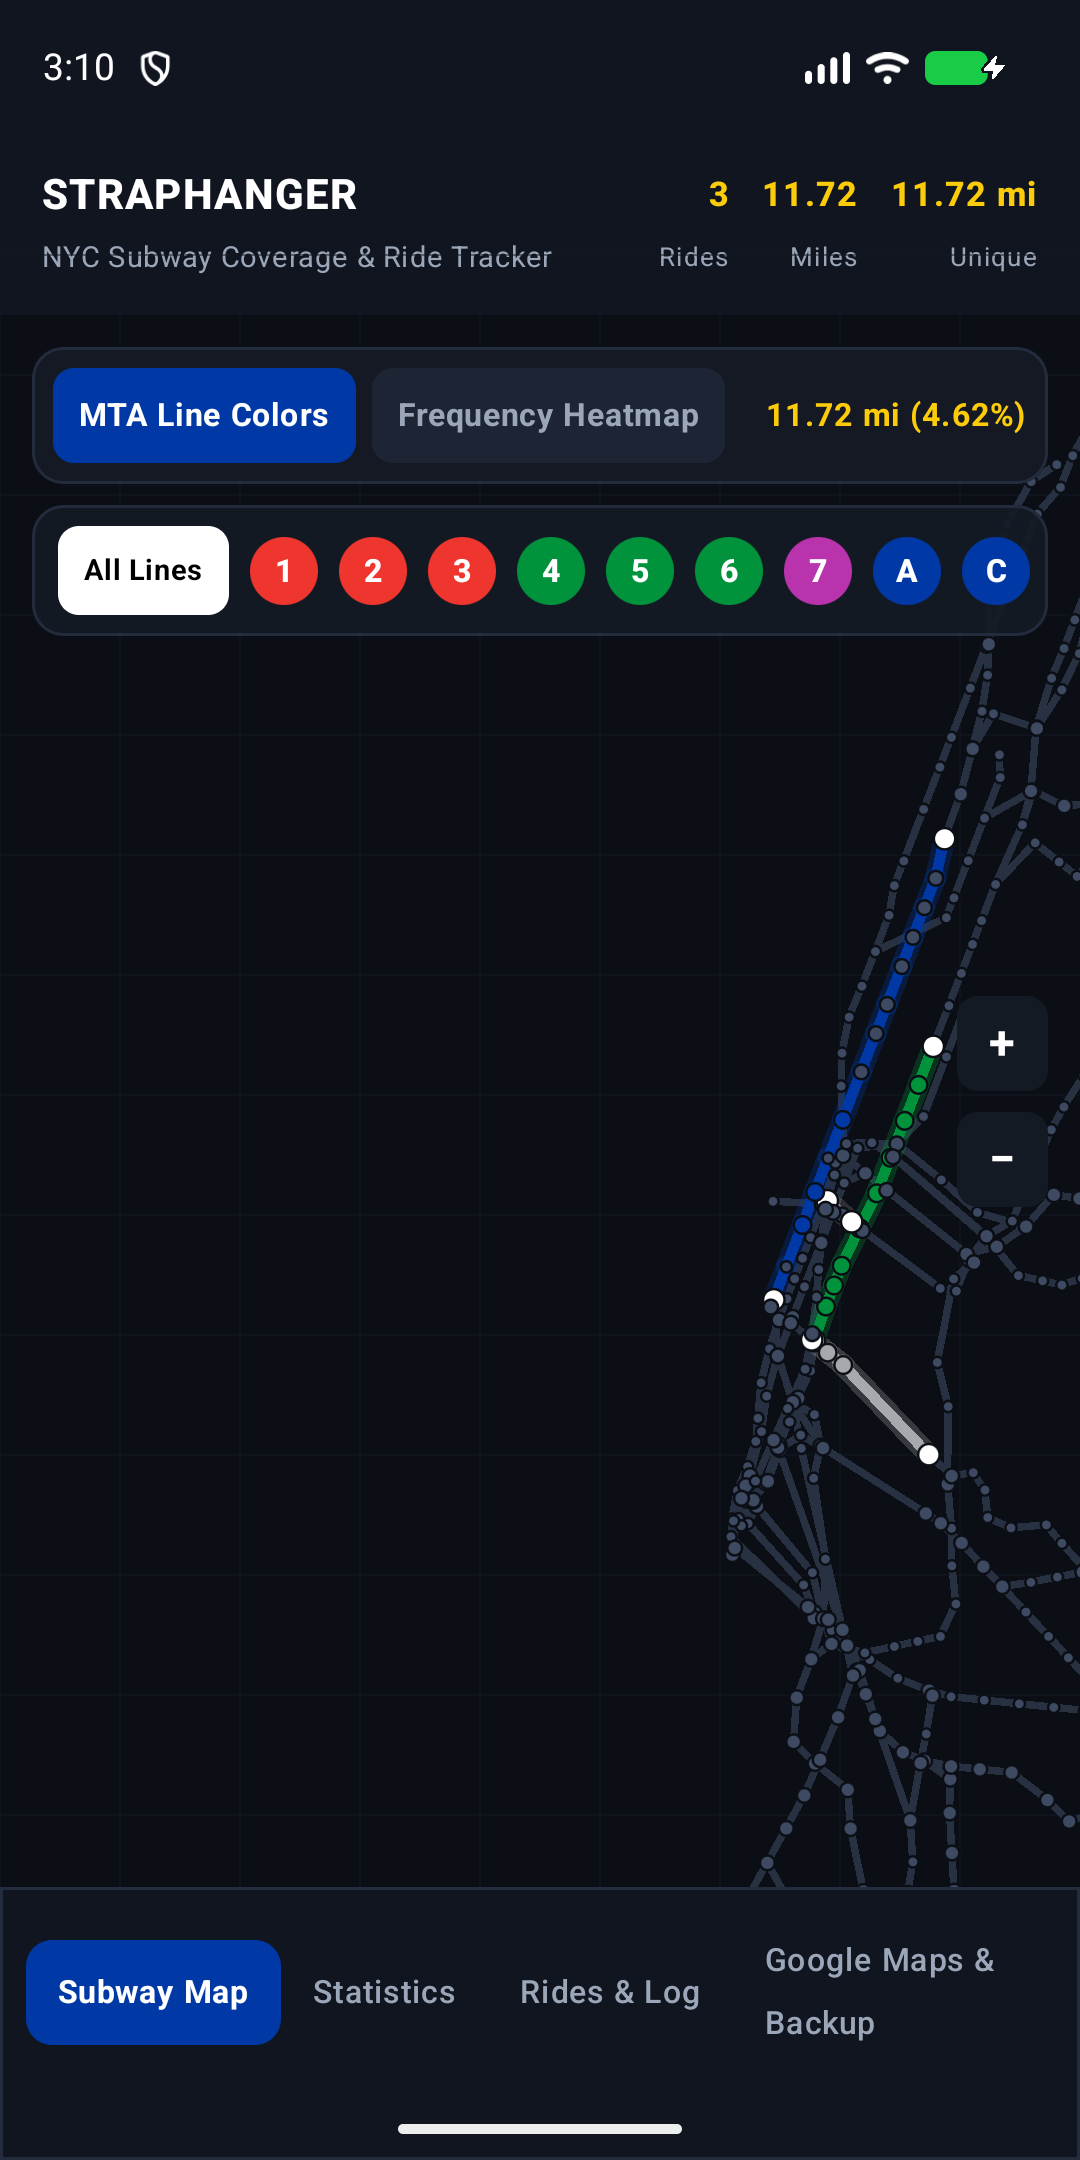 3:10
STRAPHANGER
3 11.72 11.72 mi
NYC Subway Coverage & Ride Tracker
Rides Miles Unique
MTA Line Colors
Frequency Heatmap
11.72 mi (4.62%)
All Lines 1 2 3 4 5 6 7 A C
+
−
Subway Map
Statistics
Rides & Log
Google Maps &
Backup